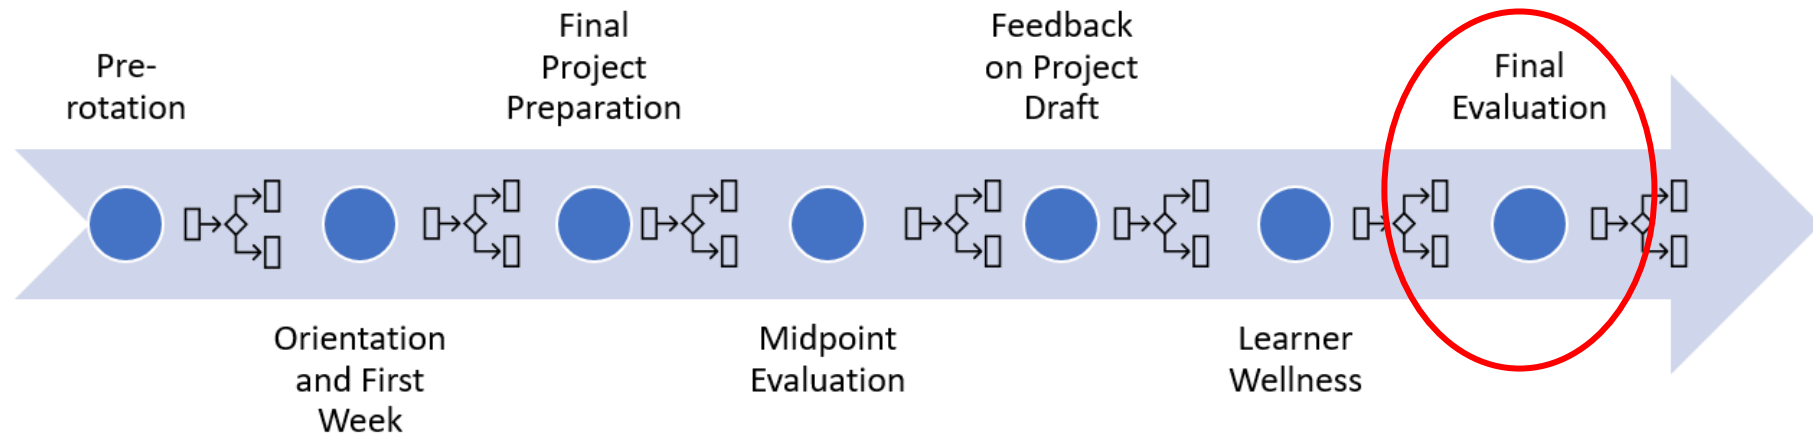 Pre-
rotation
Orientation
and First
Week
Final
Project
Preparation
Midpoint
Evaluation
Feedback
on Project
Draft
Learner
Wellness
Final
Evaluation